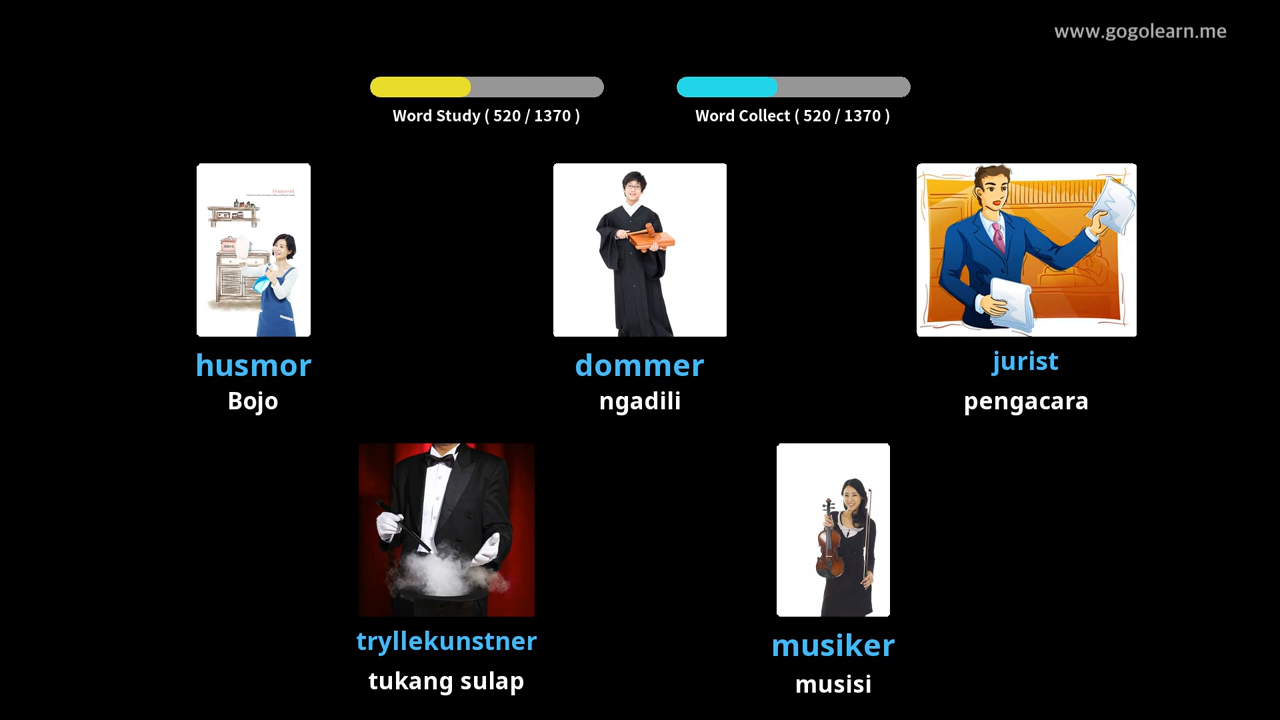 www.gogolearn.me
Word Study ( 520 / 1370 )
Word Collect ( 520 / 1370 )
husmor
Bojo
dommer
ngadili
jurist
pengacara
tryllekunstner
tukang sulap
musiker
musisi